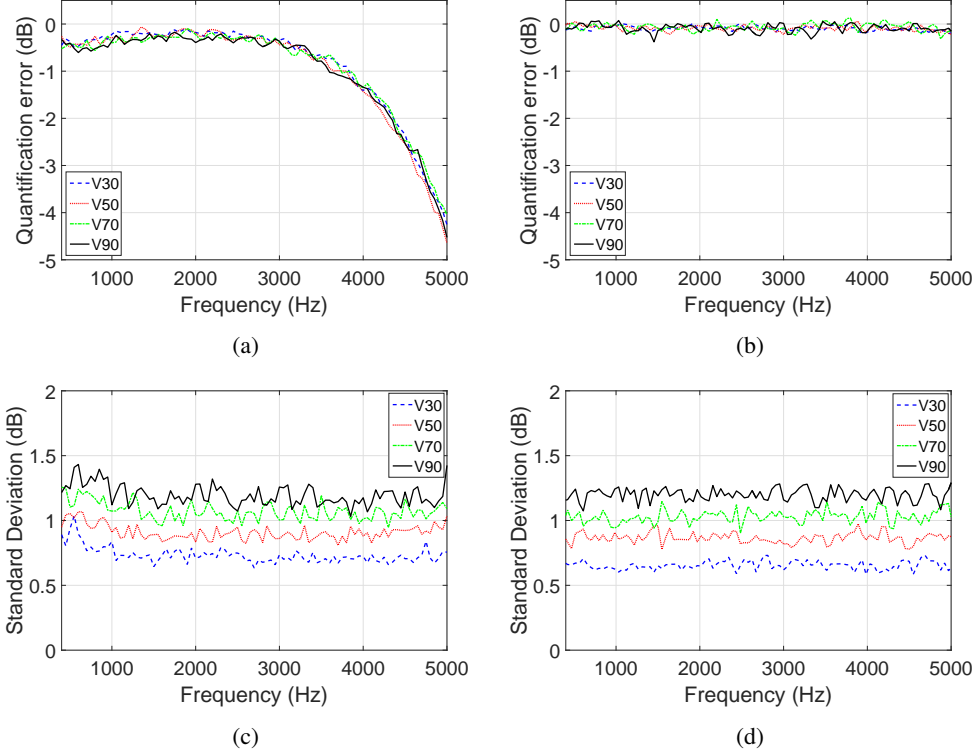 0
-1
-2
-3
-4
-5
Quantification error (dB)
V30
V50
V70
V90
1000 2000 3000 4000 5000
Frequency (Hz)
(a)
0
-1
-2
-3
-4
-5
Quantification error (dB)
V30
V50
V70
V90
1000 2000 3000 4000 5000
Frequency (Hz)
(b)
2
1.5
1
0.5
0
Standard Deviation (dB)
V30
V50
V70
V90
1000 2000 3000 4000 5000
Frequency (Hz)
(c)
2
1.5
1
0.5
0
Standard Deviation (dB)
V30
V50
V70
V90
1000 2000 3000 4000 5000
Frequency (Hz)
(d)